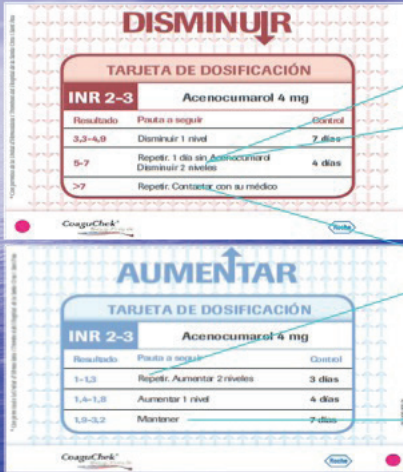 DISMINUIR
TARJETA DE DOSIFICACIÓN
INR 2-3 Acenocumarol 4 mg
Resultado Pauta a seguir Control
3,3-4,9 Disminuir 1 nivel 7 días
5-7 Repetir. 1 día sin Acenocumarol
Disminuir 2 niveles 4 días
>7 Repetir. Contactar con su médico
CoaguChek
Roche
AUMENTAR
TARJETA DE DOSIFICACIÓN
INR 2-3 Acenocumarol 4 mg
Resultado Pauta a seguir Control
1-1,3 Repetir. Aumentar 2 niveles 3 días
1,4-1,8 Aumentar 1 nivel 4 días
1,9-3,2 Mantener 7 días
CoaguChek
Roche